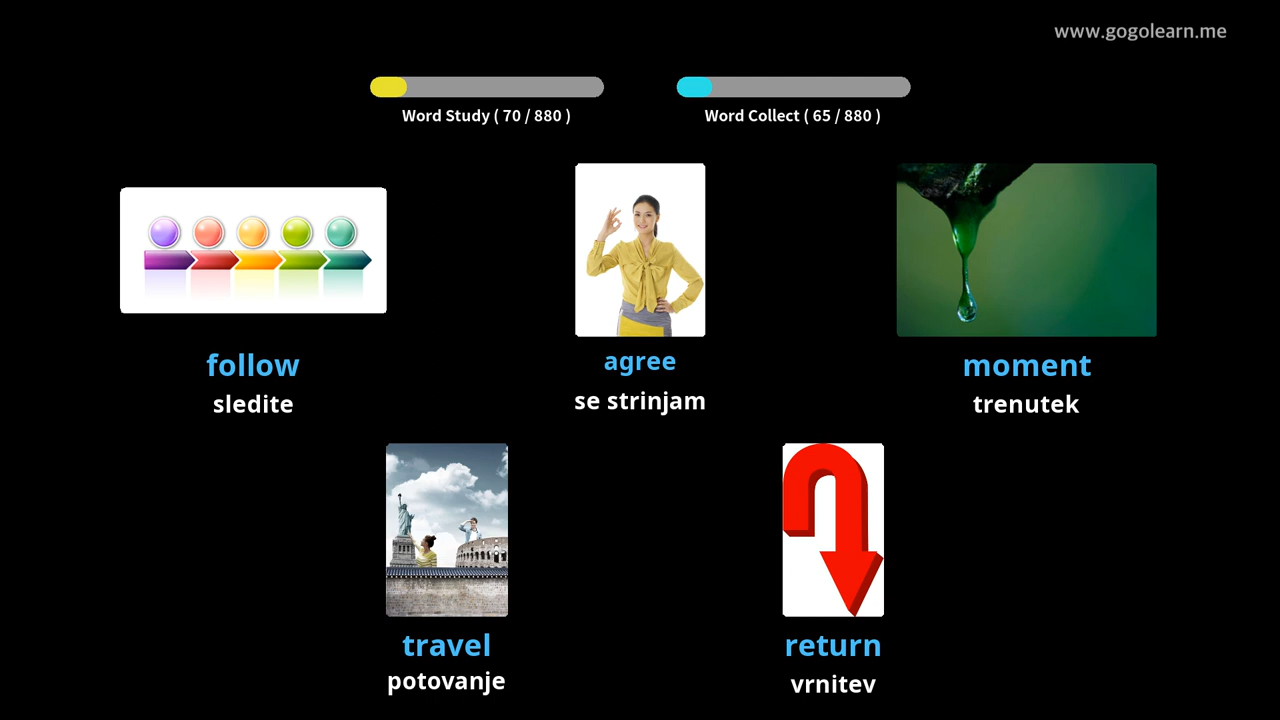 www.gogolearn.me
Word Study ( 70 / 880 )
Word Collect ( 65 / 880 )
follow
sledite
agree
se strinjam
moment
trenutek
travel
potovanje
return
vrnitev